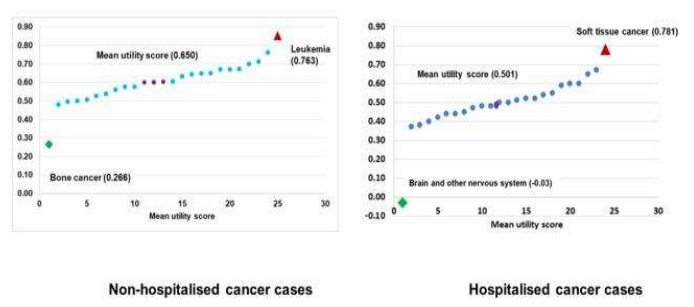 0.90
0.80
0.70
0.60
0.50
0.40
0.30
0.20
0.10
0.00
Mean utility score (0.650)
Leukemia
(0.763)
Bone cancer (0.266)
0 5 10 15 20 25 30
Mean utility score
Non-hospitalised cancer cases
0.90
0.80
0.70
0.60
0.50
0.40
0.30
0.20
0.10
0.00
-0.10
Soft tissue cancer (0.781)
Mean utility score (0.501)
Brain and other nervous system (-0.03)
0 5 10 15 20 25 30
Mean utility score
Hospitalised cancer cases